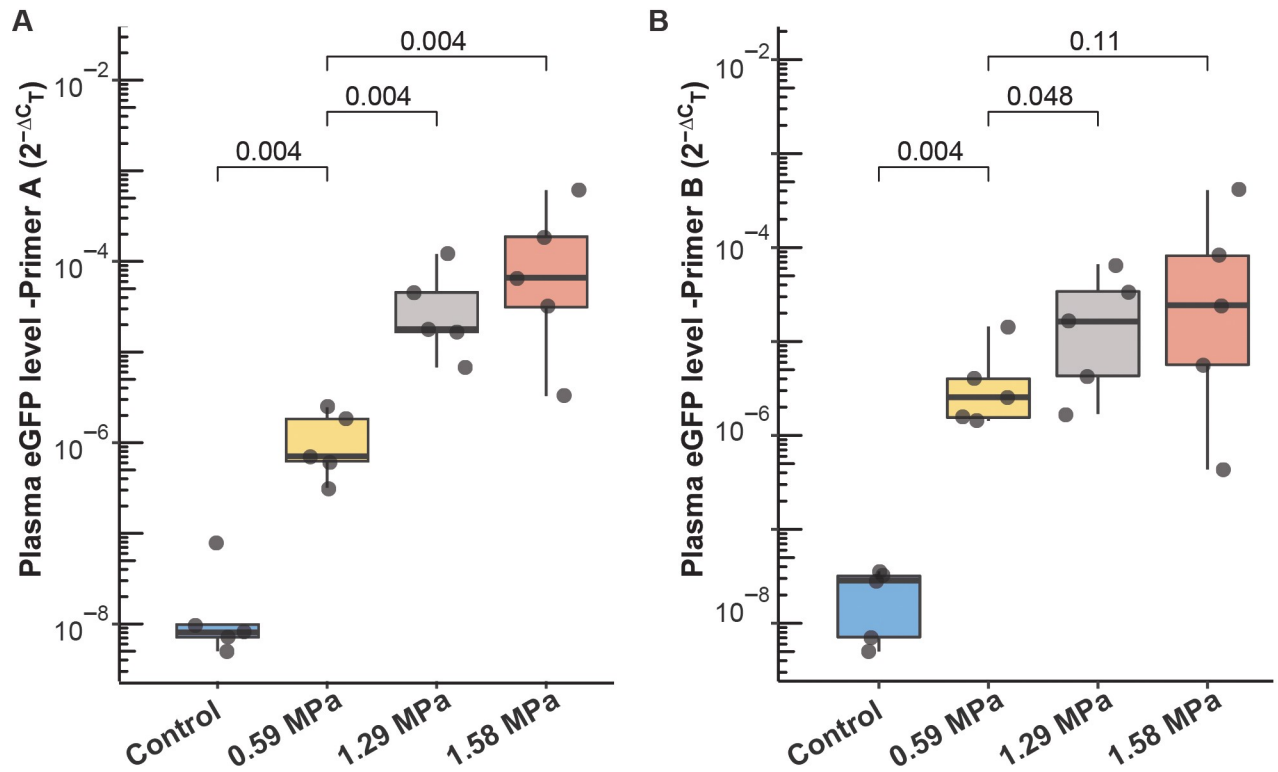 A
Plasma eGFP level -Primer A (2^−ΔC_T)
10^−2
10^−4
10^−6
10^−8
0.004
0.004
0.004
Control
0.59 MPa
1.29 MPa
1.58 MPa
B
Plasma eGFP level -Primer B (2^−ΔC_T)
10^−2
10^−4
10^−6
10^−8
0.11
0.048
0.004
Control
0.59 MPa
1.29 MPa
1.58 MPa